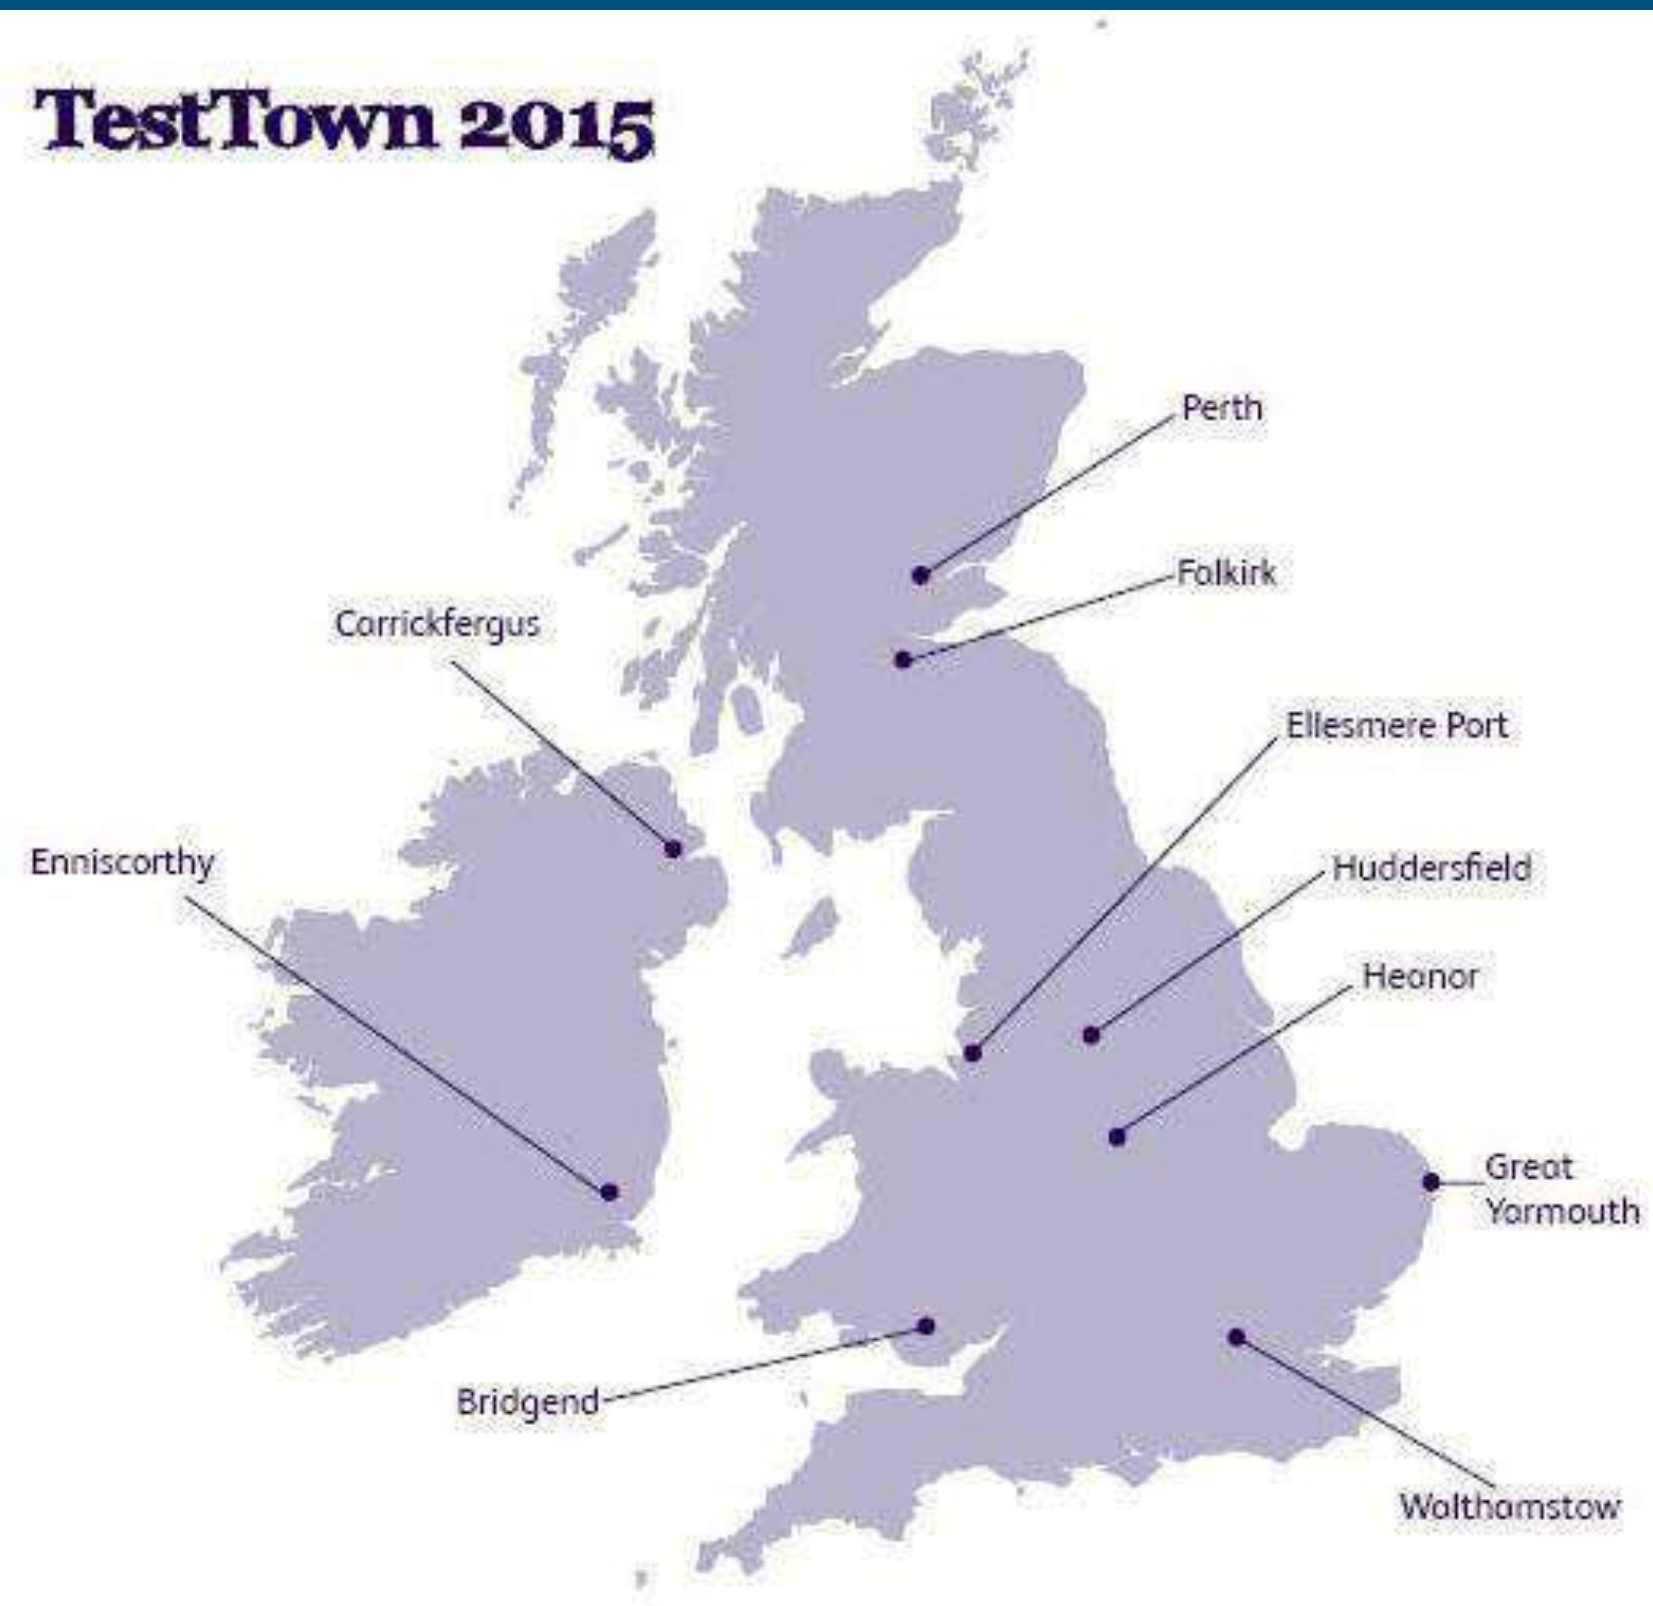 TestTown 2015
Perth
Falkirk
Carrickfergus
Ellesmere Port
Enniscorthy
Huddersfield
Heanor
Great
Yarmouth
Bridgend
Walthamstow